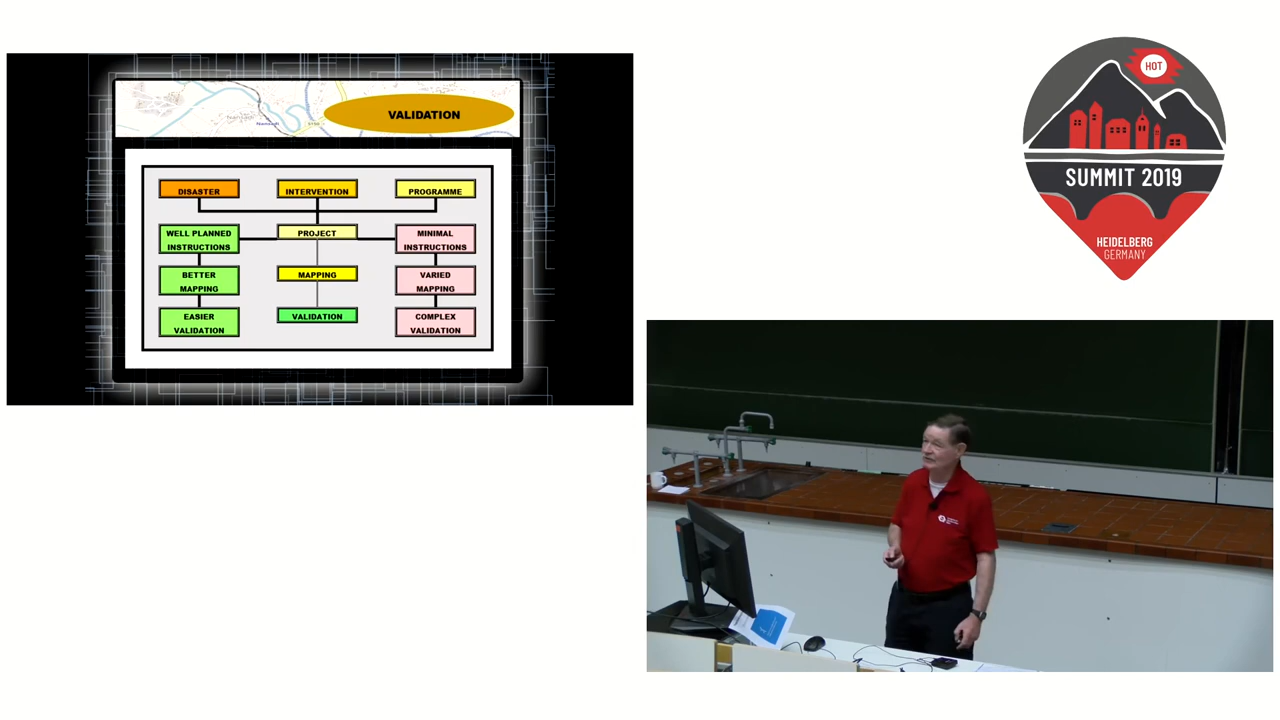 VALIDATION
DISASTER
INTERVENTION
PROGRAMME
WELL PLANNED
INSTRUCTIONS
PROJECT
MINIMAL
INSTRUCTIONS
BETTER
MAPPING
MAPPING
VARIED
MAPPING
EASIER
VALIDATION
VALIDATION
COMPLEX
VALIDATION
HOT
SUMMIT 2019
HEIDELBERG
GERMANY